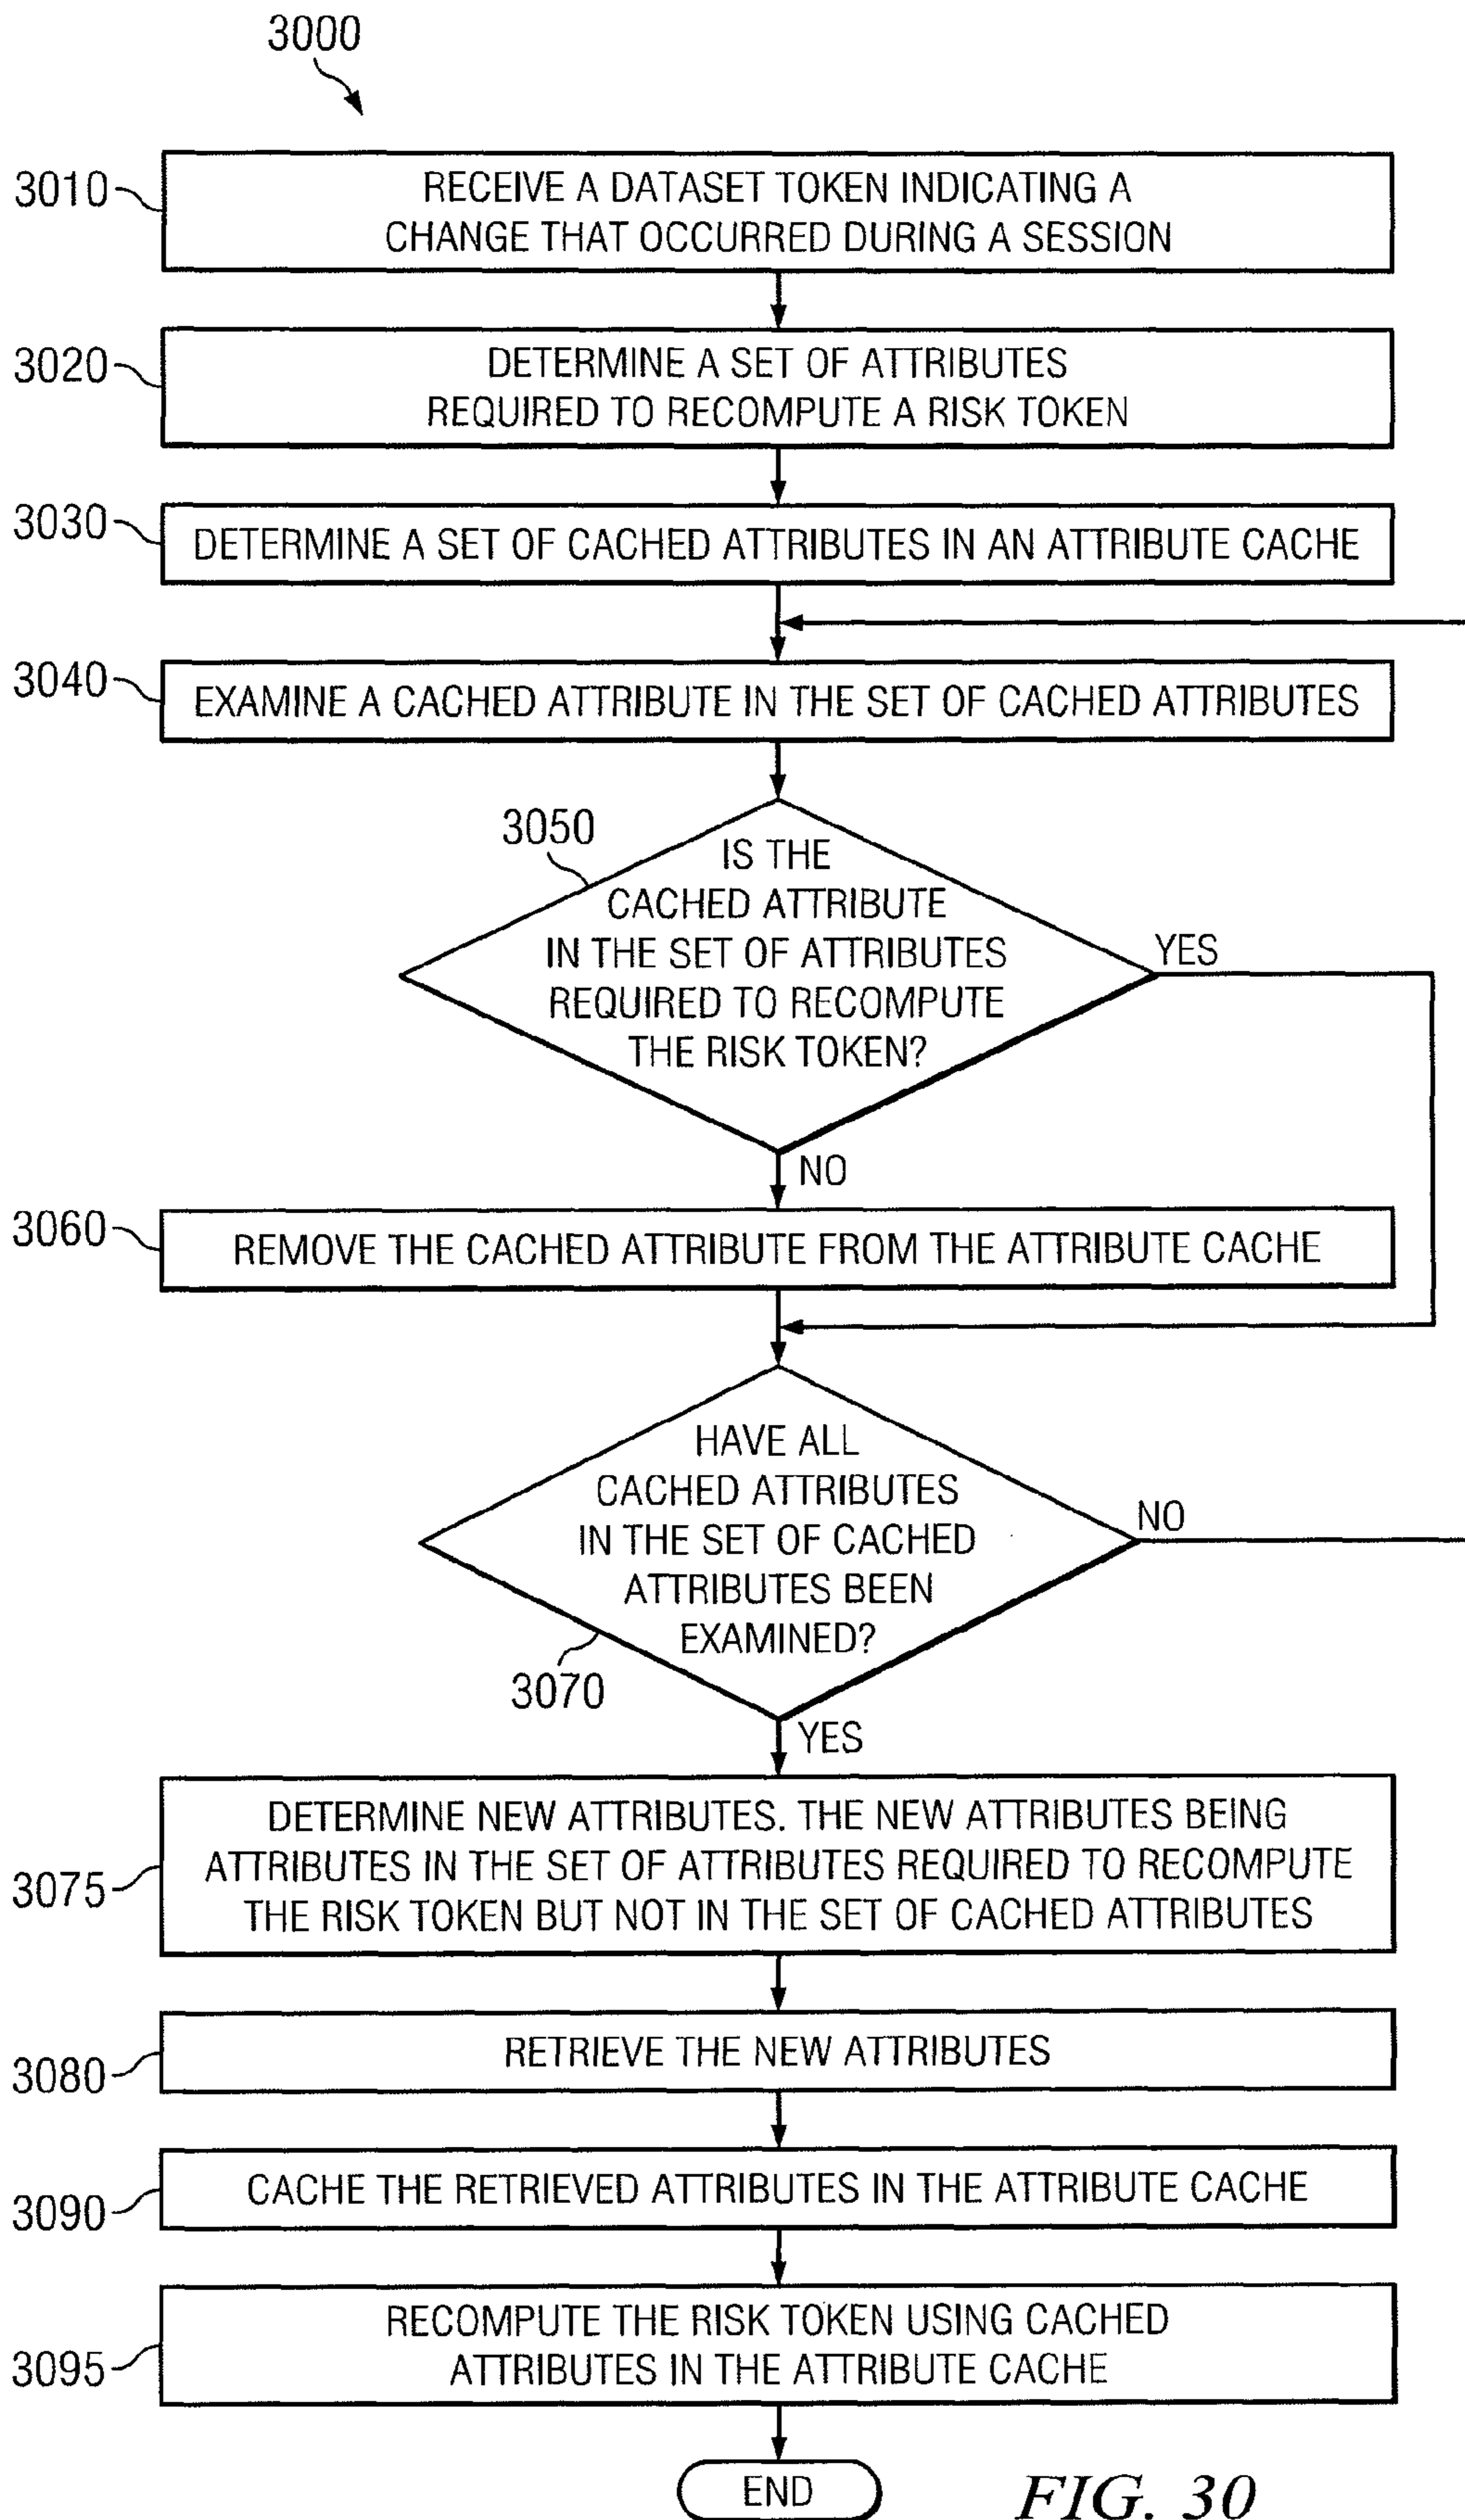 3000
3010
RECEIVE A DATASET TOKEN INDICATING A
CHANGE THAT OCCURRED DURING A SESSION
3020
DETERMINE A SET OF ATTRIBUTES
REQUIRED TO RECOMPUTE A RISK TOKEN
3030
DETERMINE A SET OF CACHED ATTRIBUTES IN AN ATTRIBUTE CACHE
3040
EXAMINE A CACHED ATTRIBUTE IN THE SET OF CACHED ATTRIBUTES
3050
IS THE
CACHED ATTRIBUTE
IN THE SET OF ATTRIBUTES
REQUIRED TO RECOMPUTE
THE RISK TOKEN?
YES
NO
3060
REMOVE THE CACHED ATTRIBUTE FROM THE ATTRIBUTE CACHE
HAVE ALL
CACHED ATTRIBUTES
IN THE SET OF CACHED
ATTRIBUTES BEEN
EXAMINED?
NO
3070
YES
3075
DETERMINE NEW ATTRIBUTES. THE NEW ATTRIBUTES BEING
ATTRIBUTES IN THE SET OF ATTRIBUTES REQUIRED TO RECOMPUTE
THE RISK TOKEN BUT NOT IN THE SET OF CACHED ATTRIBUTES
3080
RETRIEVE THE NEW ATTRIBUTES
3090
CACHE THE RETRIEVED ATTRIBUTES IN THE ATTRIBUTE CACHE
3095
RECOMPUTE THE RISK TOKEN USING CACHED
ATTRIBUTES IN THE ATTRIBUTE CACHE
END
FIG. 30